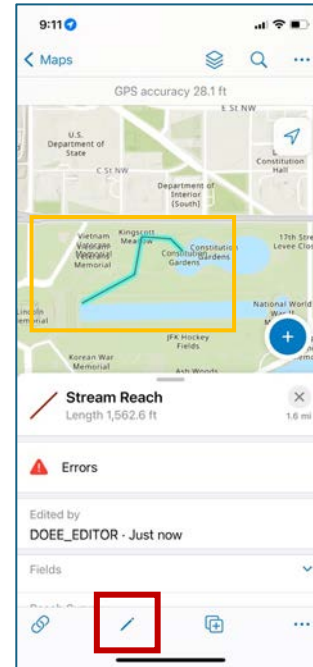 9:11
Maps
GPS accuracy 28.1 ft
E St NW
U.S.
Department of
State
C St NW
Constitution
Hall
Department of
Interior
(South)
Vietnam
Veterans
Memorial
Kingscott
Meadow
Constitution
Gardens
17th Stre
Levee Clos
Lincoln
Memorial
National World
War II
JFK Hockey
Fields
Korean War
Memorial
Ash Woods
Stream Reach
Length 1,562.6 ft
1.6 mi
Errors
Edited by
DOEE_EDITOR - Just now
Fields